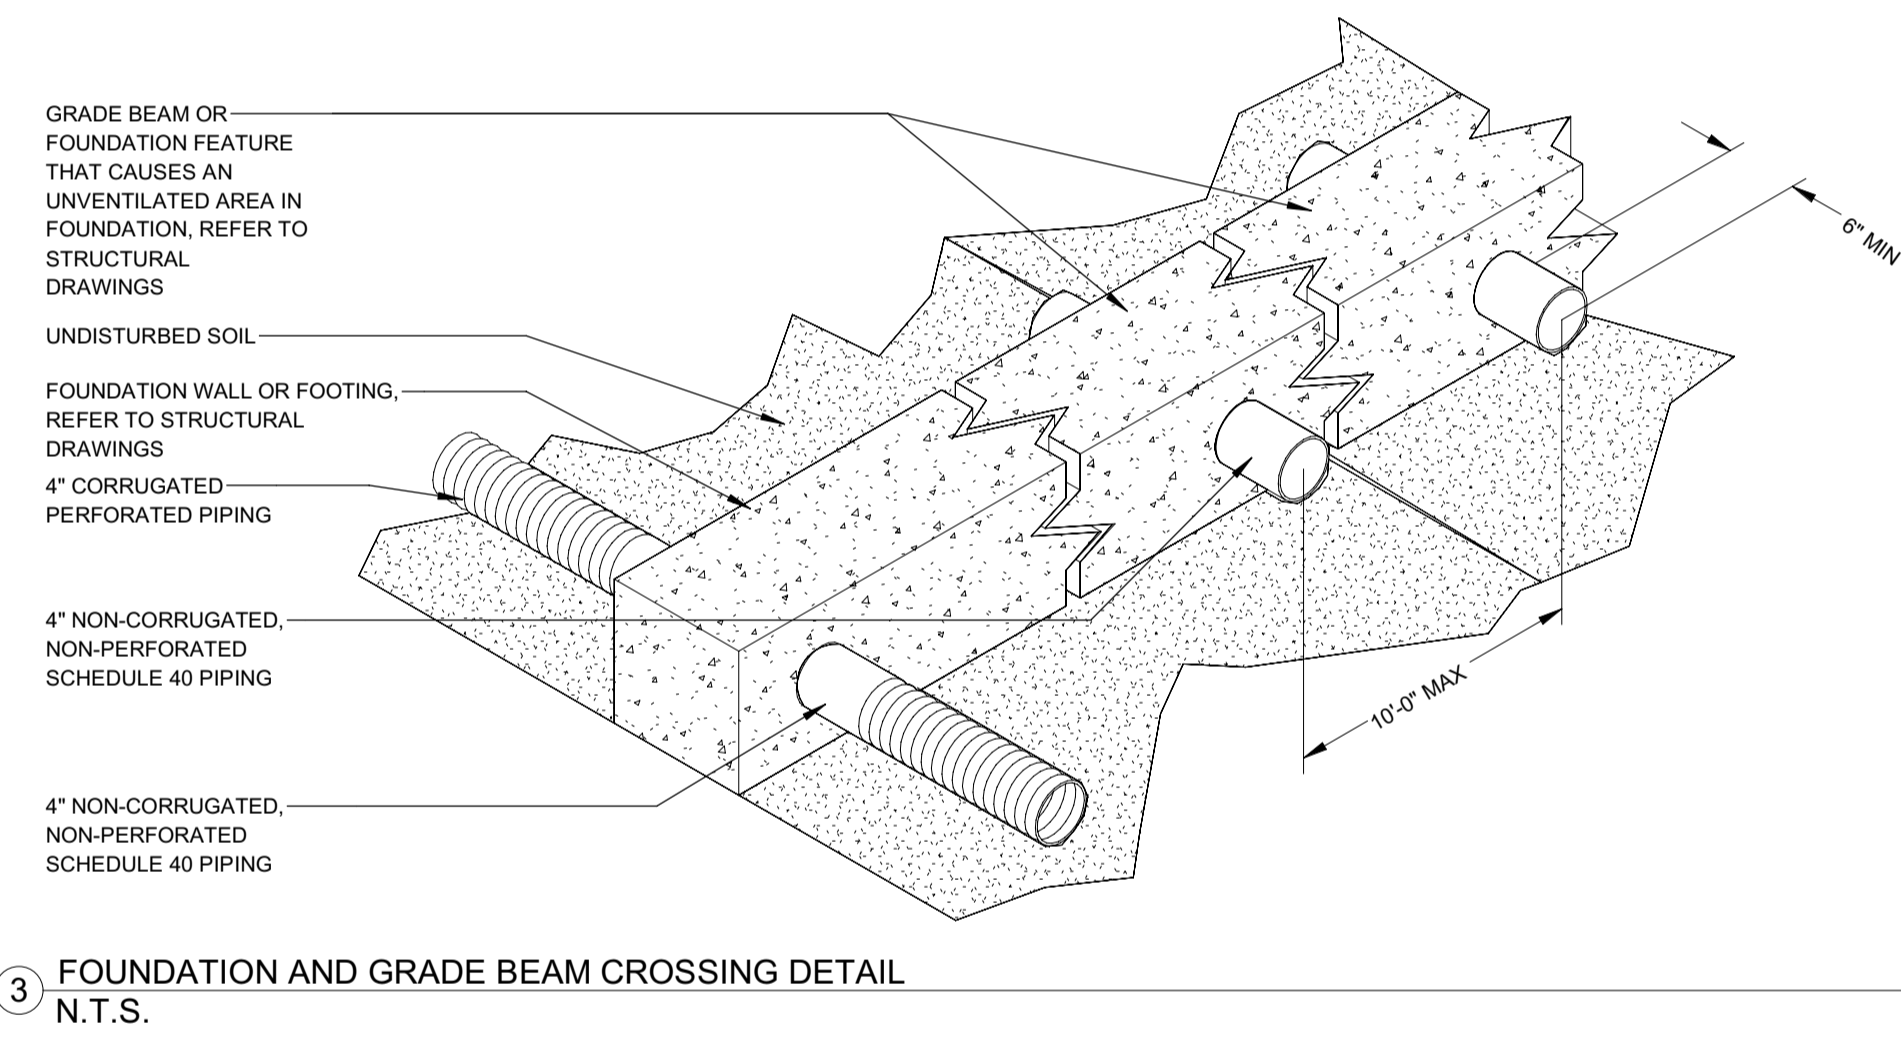 GRADE BEAM OR
FOUNDATION FEATURE
THAT CAUSES AN
UNVENTILATED AREA IN
FOUNDATION, REFER TO
STRUCTURAL
DRAWINGS
UNDISTURBED SOIL
FOUNDATION WALL OR FOOTING,
REFER TO STRUCTURAL
DRAWINGS
4" CORRUGATED
PERFORATED PIPING
4" NON-CORRUGATED,
NON-PERFORATED
SCHEDULE 40 PIPING
4" NON-CORRUGATED,
NON-PERFORATED
SCHEDULE 40 PIPING
6" MIN
10'-0" MAX
3 FOUNDATION AND GRADE BEAM CROSSING DETAIL
N.T.S.